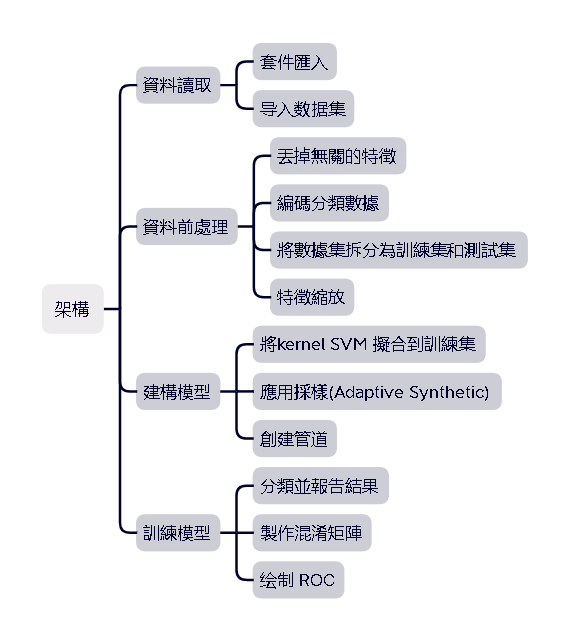 架構
資料讀取
套件匯入
导入数据集
資料前處理
丟掉無關的特徵
編碼分類數據
將數據集拆分為訓練集和測試集
特徵縮放
建構模型
將kernel SVM 擬合到訓練集
應用採樣(Adaptive Synthetic)
創建管道
訓練模型
分類並報告結果
製作混淆矩陣
绘制 ROC